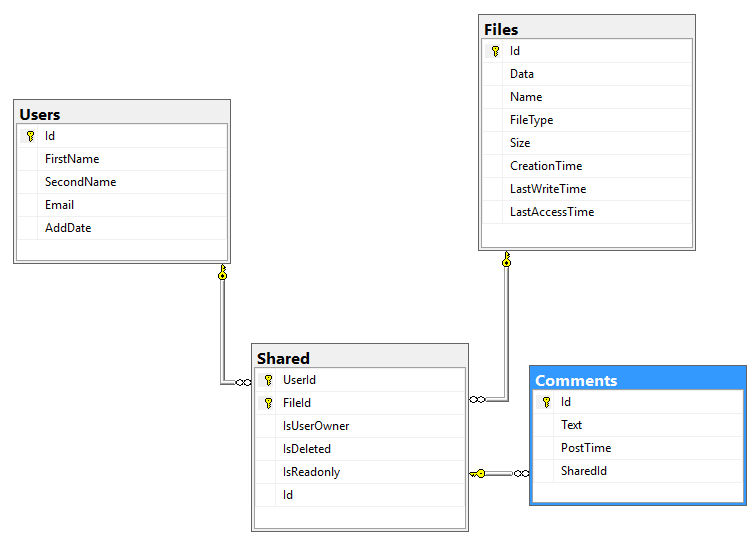 Users
Id
FirstName
SecondName
Email
AddDate
Files
Id
Data
Name
FileType
Size
CreationTime
LastWriteTime
LastAccessTime
Shared
UserId
FileId
IsUserOwner
IsDeleted
IsReadonly
Id
Comments
Id
Text
PostTime
SharedId